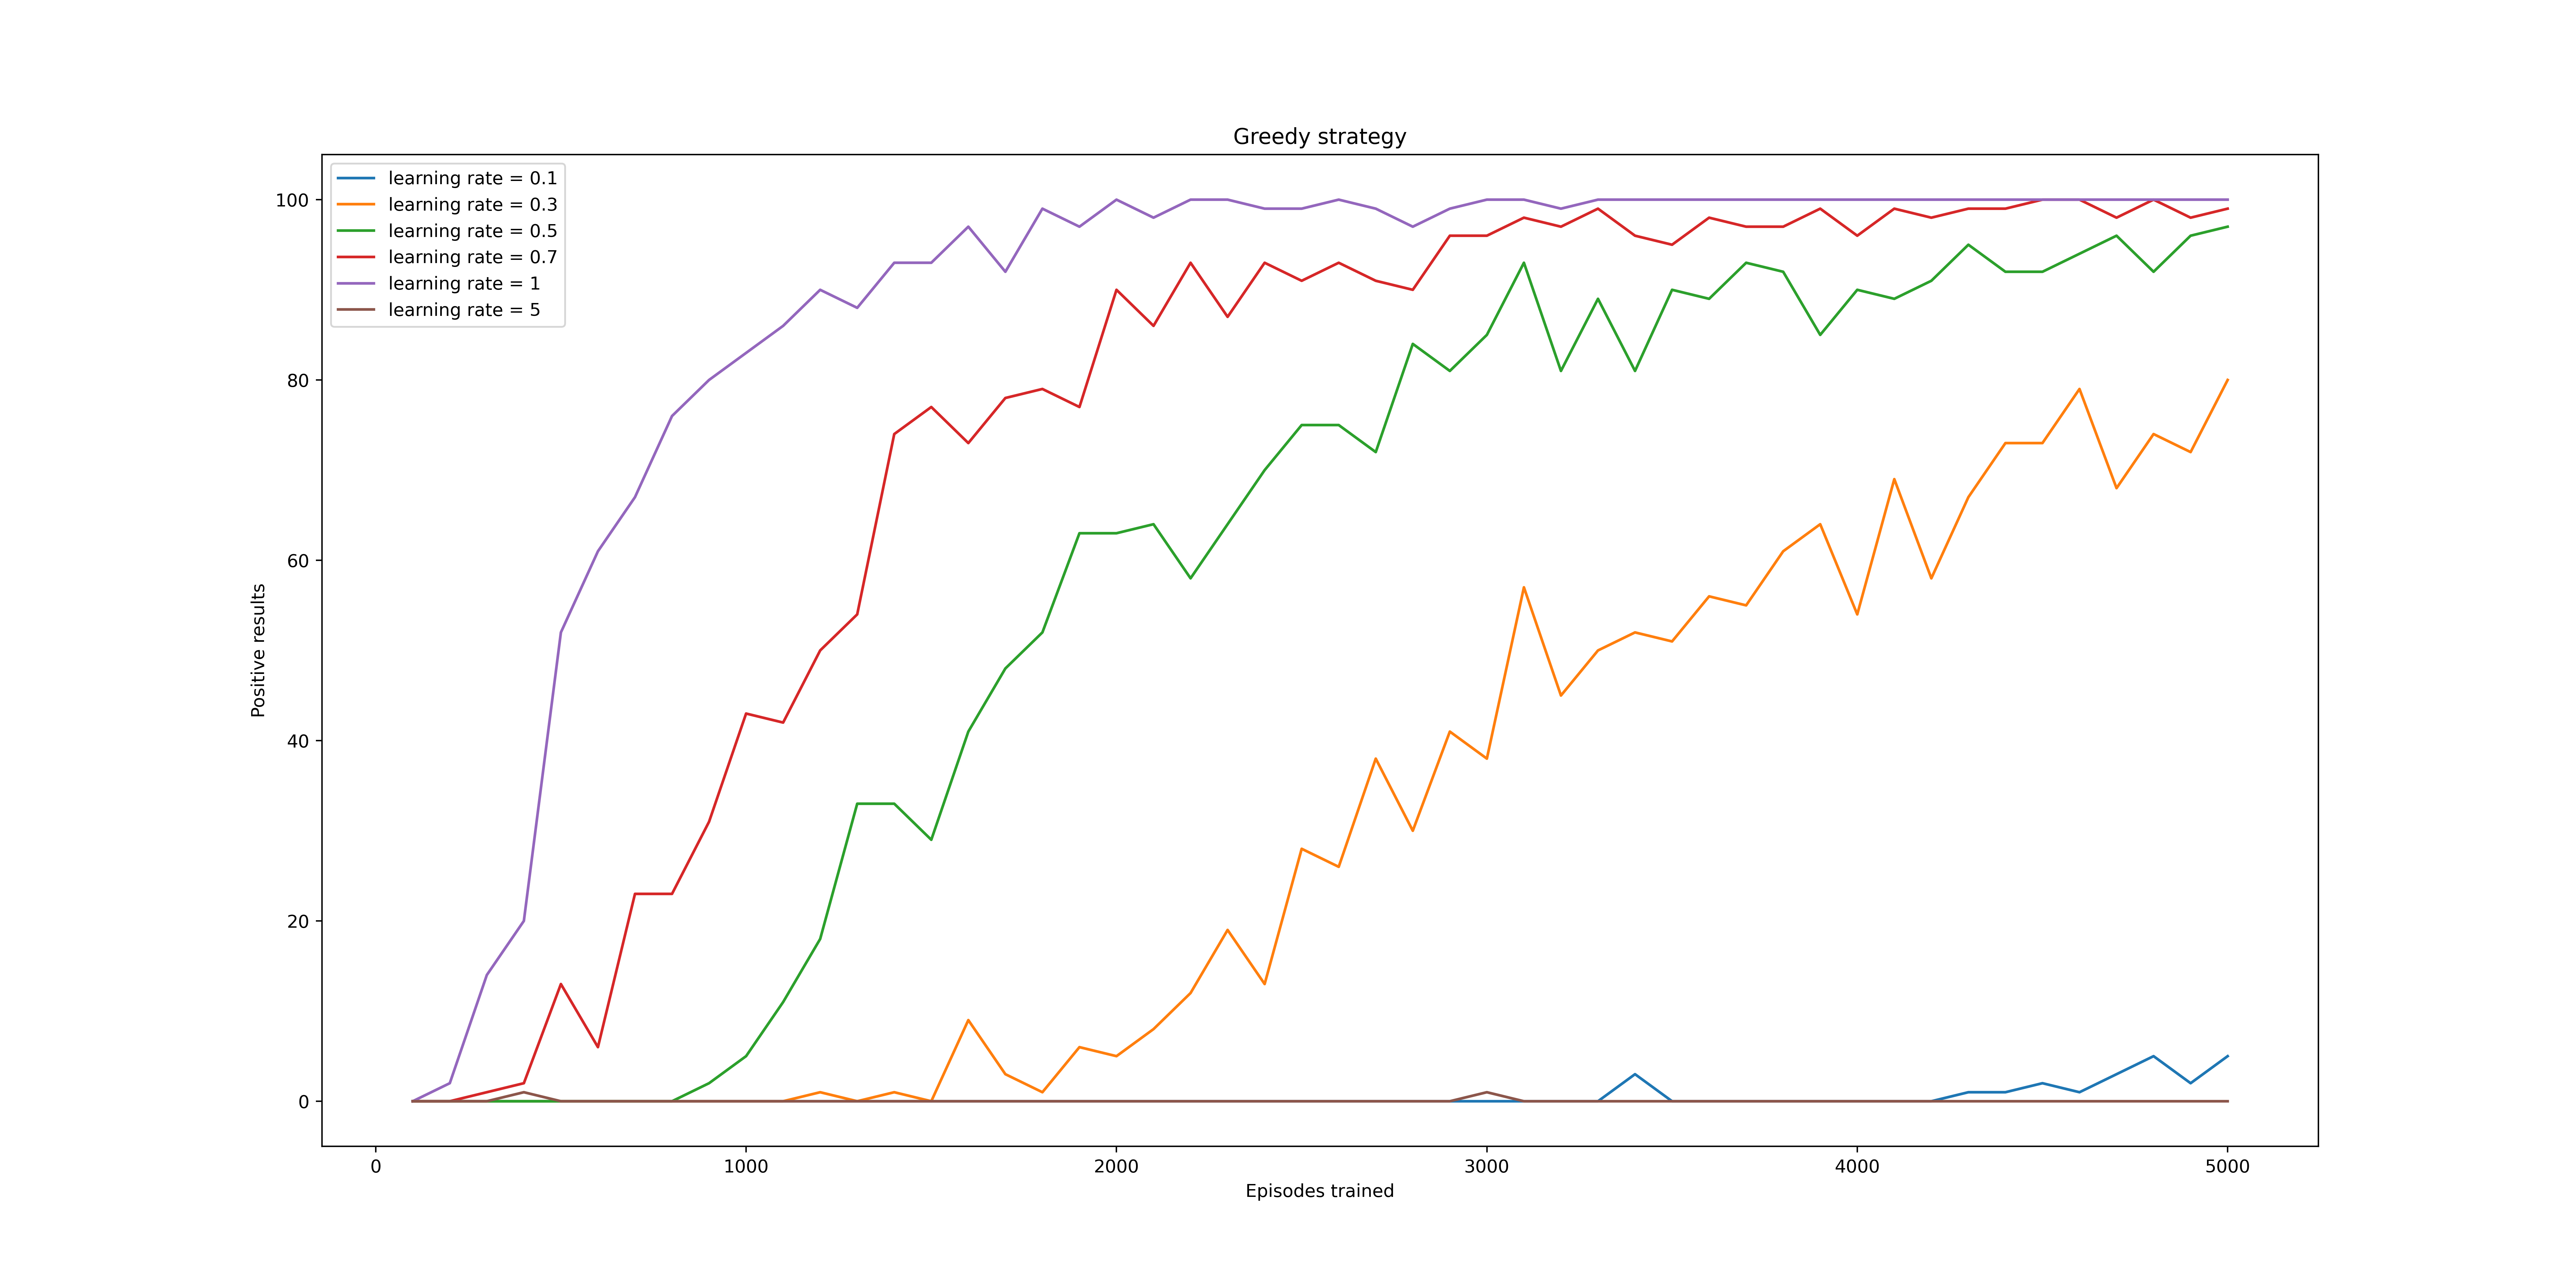 Greedy strategy
learning rate = 0.1
learning rate = 0.3
learning rate = 0.5
learning rate = 0.7
learning rate = 1
learning rate = 5
100
80
60
40
20
0
Positive results
0 1000 2000 3000 4000 5000
Episodes trained